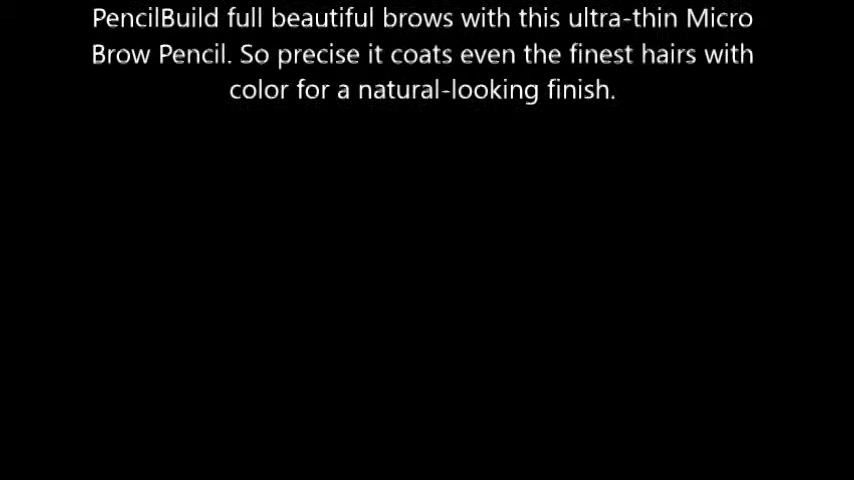 PencilBuild full beautiful brows with this ultra-thin Micro
Brow Pencil. So precise it coats even the finest hairs with
color for a natural-looking finish.